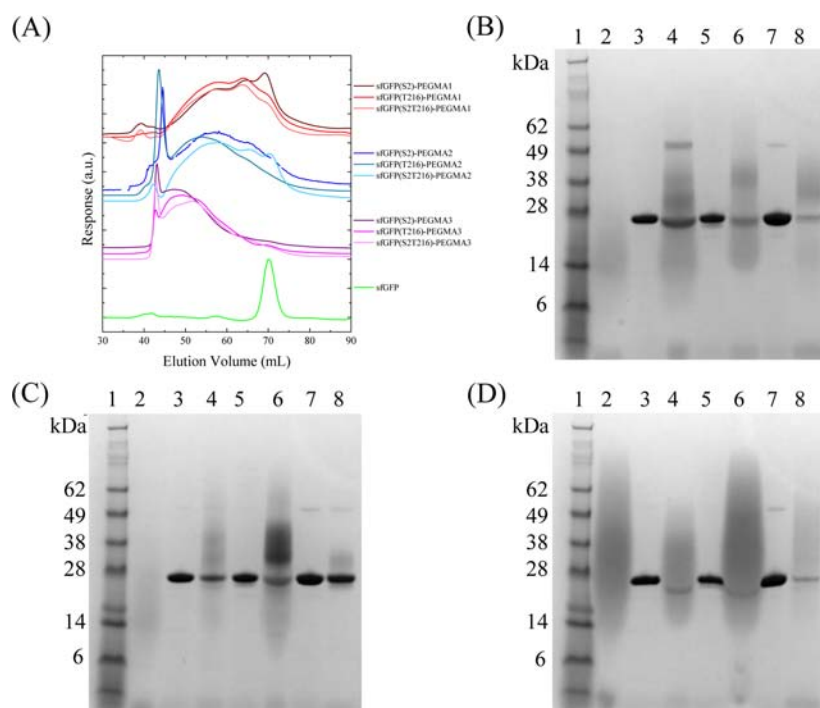 (A)
Response (a.u.)
sfGFP(S2)-PEGMA1
sfGFP(T216)-PEGMA1
sfGFP(S2T216)-PEGMA1
sfGFP(S2)-PEGMA2
sfGFP(T216)-PEGMA2
sfGFP(S2T216)-PEGMA2
sfGFP(S2)-PEGMA3
sfGFP(T216)-PEGMA3
sfGFP(S2T216)-PEGMA3
sfGFP
30 40 50 60 70 80 90
Elution Volume (mL)
(B)
1 2 3 4 5 6 7 8
kDa
62
49
38
28
14
6
(C)
1 2 3 4 5 6 7 8
kDa
62
49
38
28
14
6
(D)
1 2 3 4 5 6 7 8
kDa
62
49
38
28
14
6